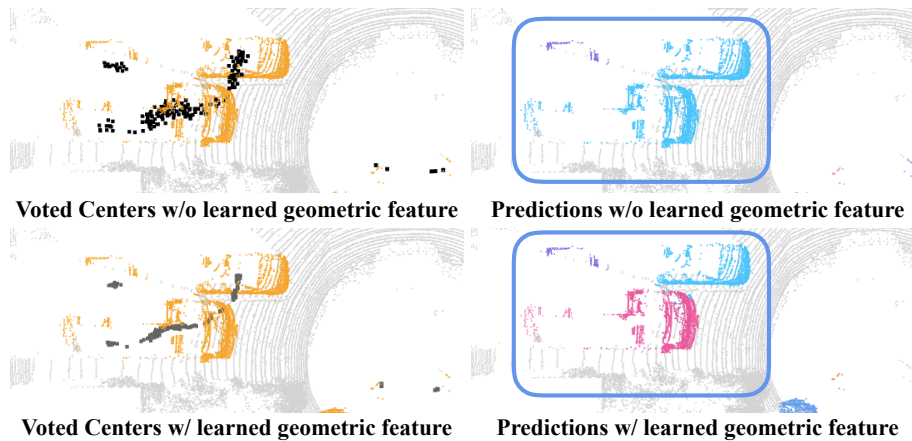 Voted Centers w/o learned geometric feature
Predictions w/o learned geometric feature
Voted Centers w/ learned geometric feature
Predictions w/ learned geometric feature